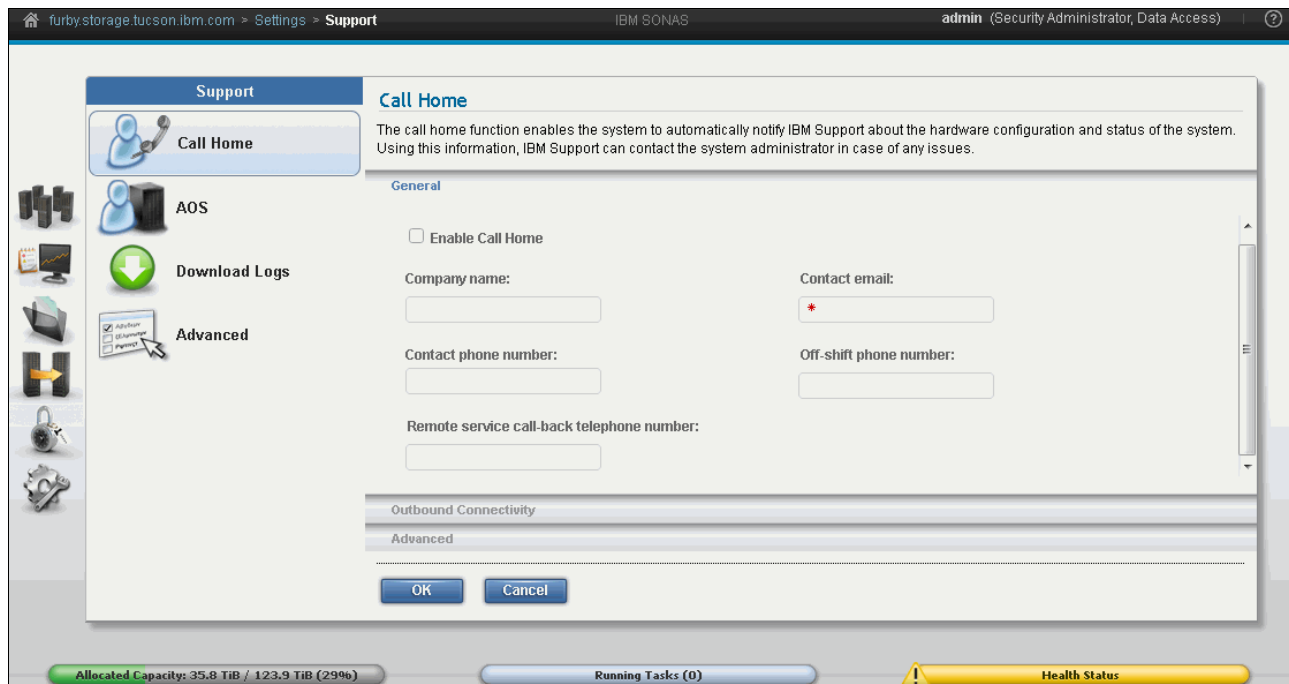 furby.storage.tucson.ibm.com > Settings > Support
IBM SONAS
admin (Security Administrator, Data Access)
?
Support
Call Home
AOS
Download Logs
Advanced
Call Home
The call home function enables the system to automatically notify IBM Support about the hardware configuration and status of the system.
Using this information, IBM Support can contact the system administrator in case of any issues.
General
Enable Call Home
Company name:
Contact email:
*
Contact phone number:
Off-shift phone number:
Remote service call-back telephone number:
Outbound Connectivity
Advanced
OK
Cancel
Allocated Capacity: 35.8 TiB / 123.9 TiB (29%)
Running Tasks (0)
!
Health Status